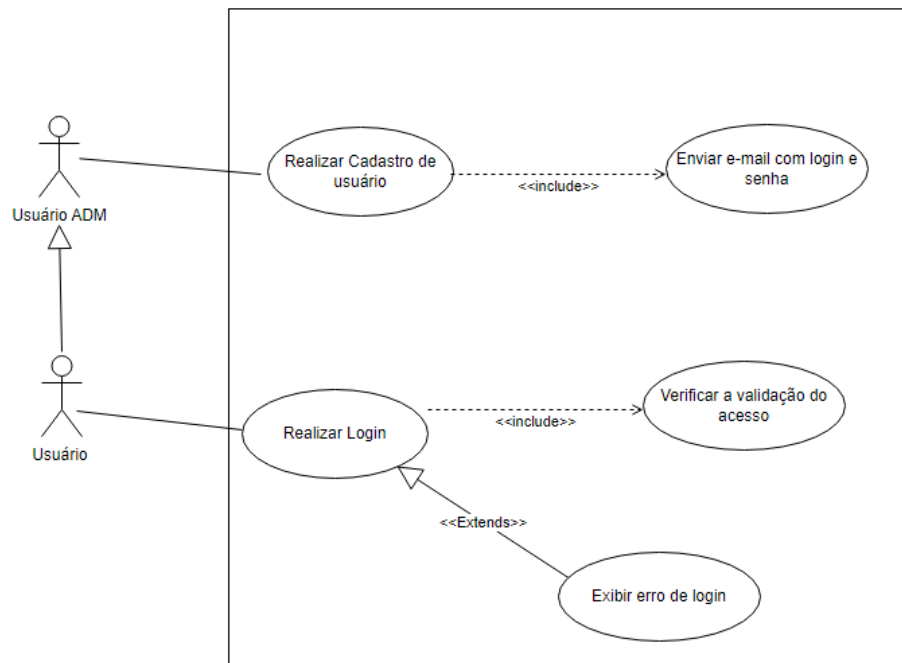 Realizar Cadastro de
usuário
Enviar e-mail com login e
senha
<<include>>
Usuário ADM
Verificar a validação do
acesso
<<include>>
Realizar Login
Usuário
<<Extends>>
Exibir erro de login